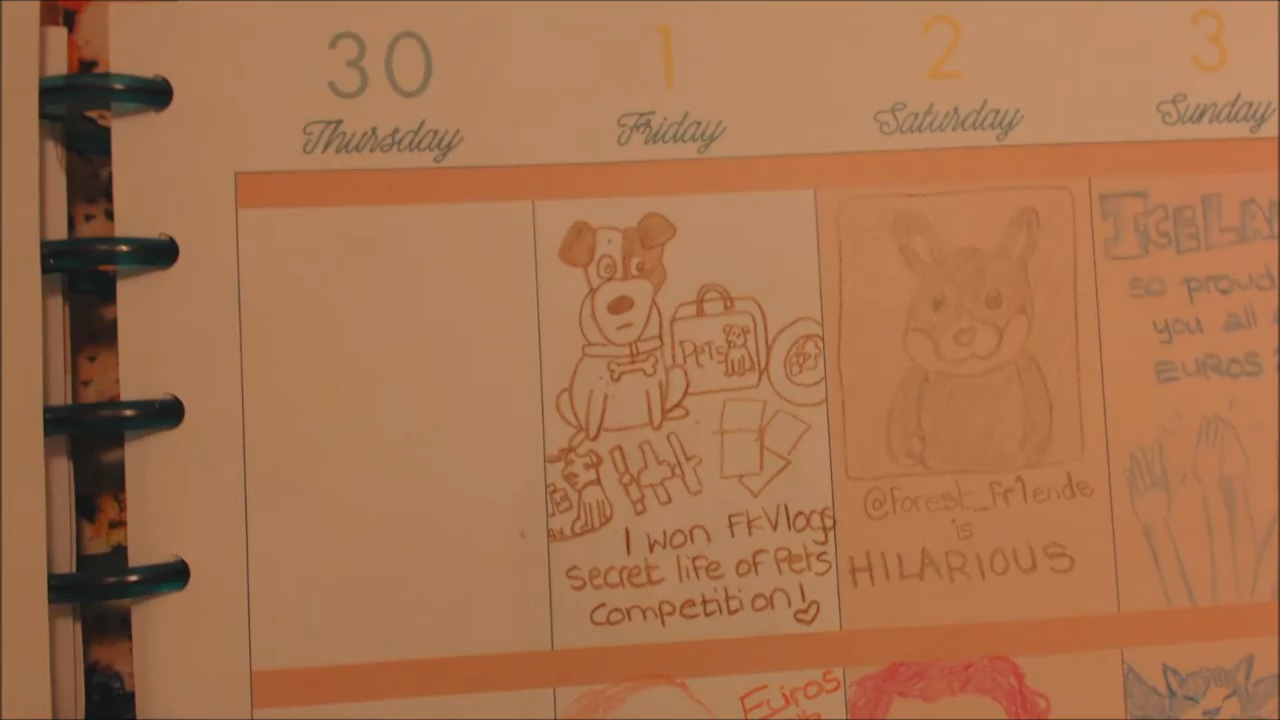 30
Thursday
1
Friday
2
Saturday
3
Sunday
Pets
I won FKVlogs
secret life of Pets
competition!
@forest_fr1ends
is
HILARIOUS
ICELA
so proud
you all
EUROS
Euros